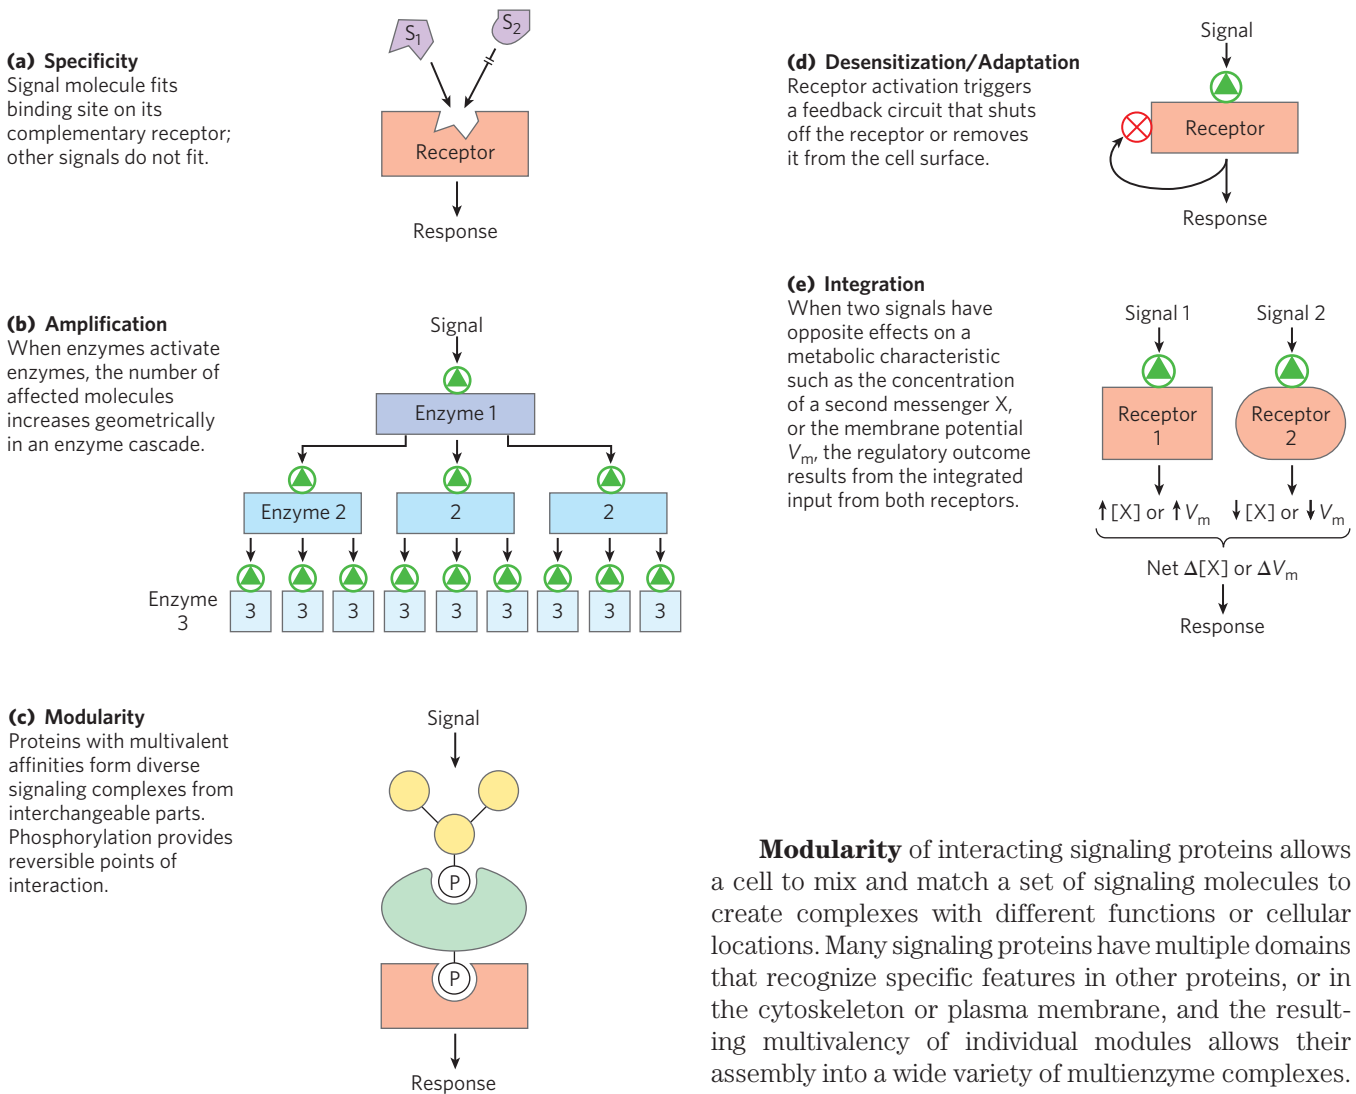 (a) Specificity
Signal molecule fits
binding site on its
complementary receptor;
other signals do not fit.
S1
S2
Receptor
Response
(b) Amplification
When enzymes activate
enzymes, the number of
affected molecules
increases geometrically
in an enzyme cascade.
Signal
Enzyme 1
Enzyme 2
2
2
Enzyme
3
3 3 3 3 3 3 3 3 3
(c) Modularity
Proteins with multivalent
affinities form diverse
signaling complexes from
interchangeable parts.
Phosphorylation provides
reversible points of
interaction.
Signal
P
P
Response
(d) Desensitization/Adaptation
Receptor activation triggers
a feedback circuit that shuts
off the receptor or removes
it from the cell surface.
Signal
Receptor
Response
(e) Integration
When two signals have
opposite effects on a
metabolic characteristic
such as the concentration
of a second messenger X,
or the membrane potential
Vm, the regulatory outcome
results from the integrated
input from both receptors.
Signal 1 Signal 2
Receptor
1
Receptor
2
↑[X] or ↑Vm ↓[X] or ↓Vm
Net Δ[X] or ΔVm
Response
Modularity of interacting signaling proteins allows
a cell to mix and match a set of signaling molecules to
create complexes with different functions or cellular
locations. Many signaling proteins have multiple domains
that recognize specific features in other proteins, or in
the cytoskeleton or plasma membrane, and the result-
ing multivalency of individual modules allows their
assembly into a wide variety of multienzyme complexes.